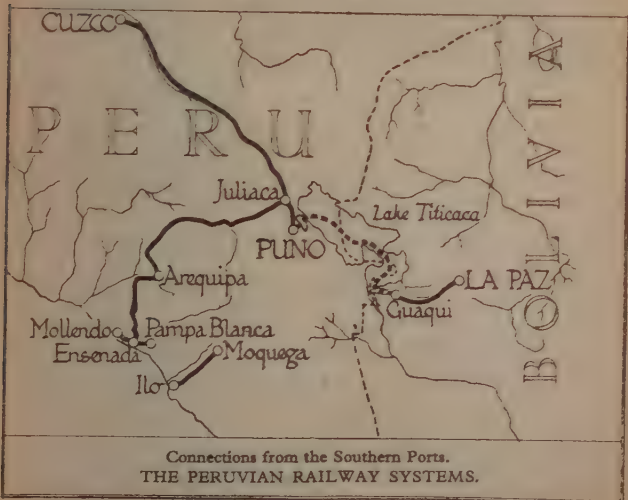 CUZCO
PERU
BOLIVIA
Juliaca
Lake Titicaca
PUNO
Arequipa
LA PAZ
Guaqui
Mollendo
Pampa Blanca
Ensenada
Moquega
Ilo
Connections from the Southern Ports.
THE PERUVIAN RAILWAY SYSTEMS.